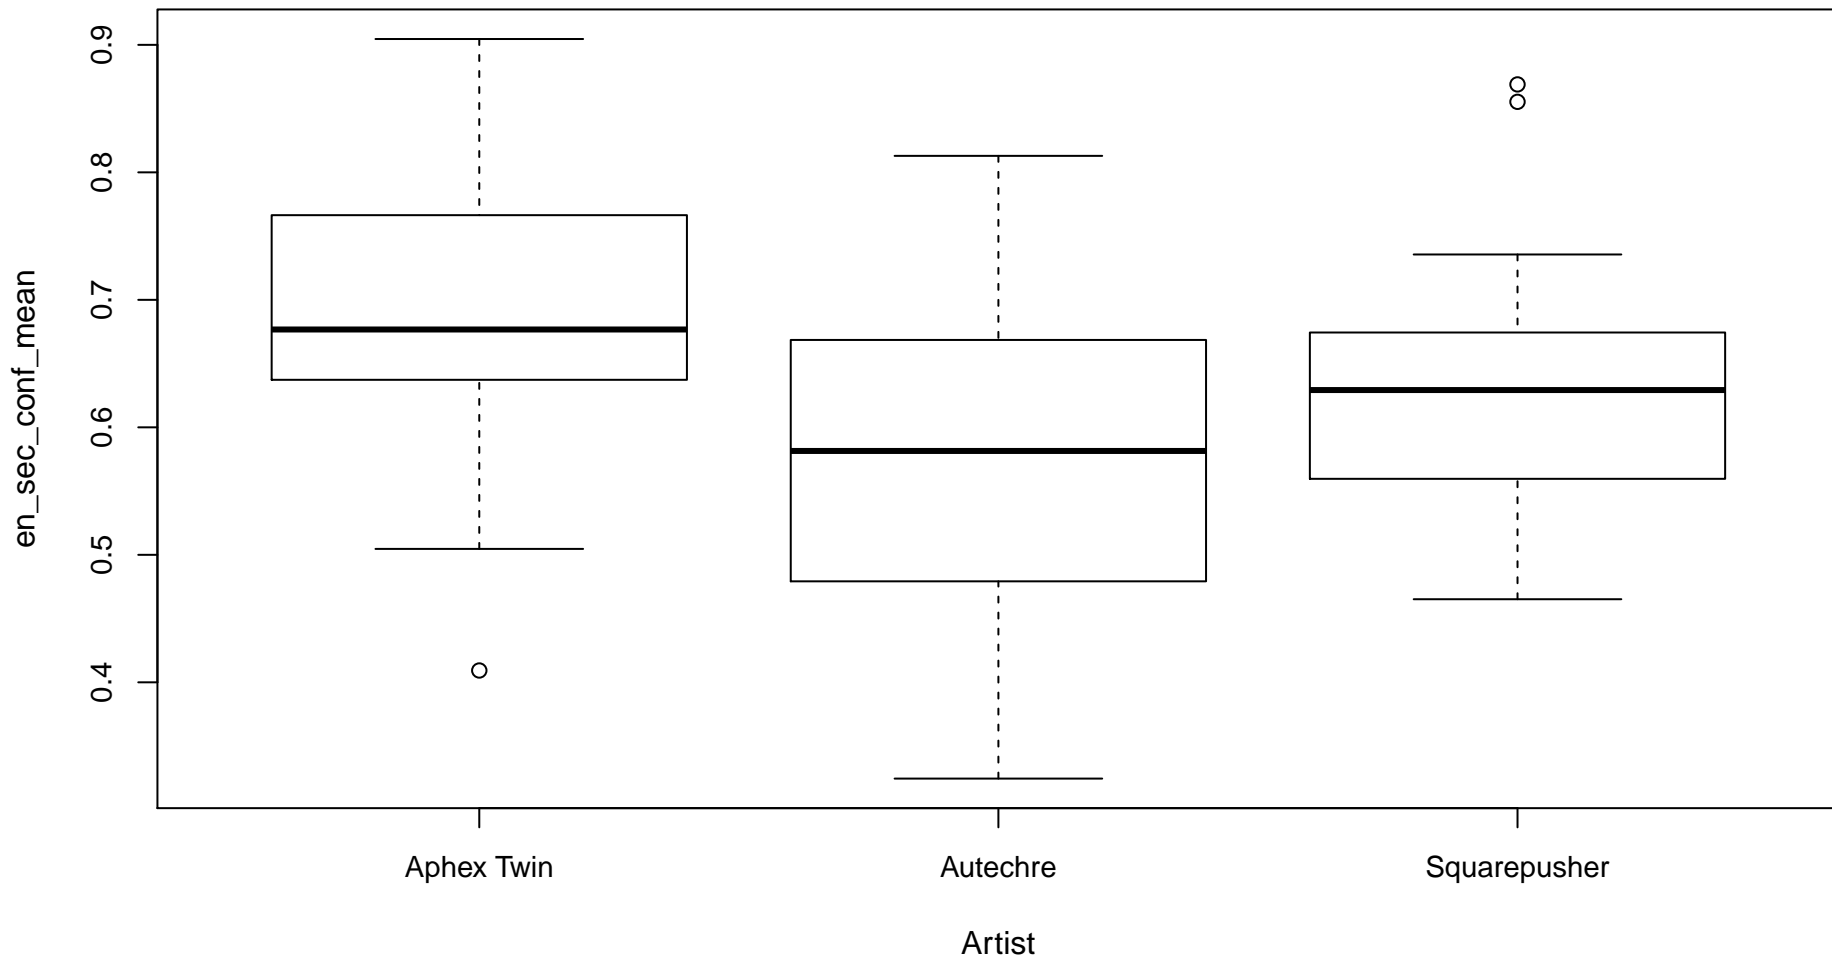 en_sec_conf_mean
0.9
0.8
0.7
0.6
0.5
0.4
Aphex Twin
Autechre
Squarepusher
Artist